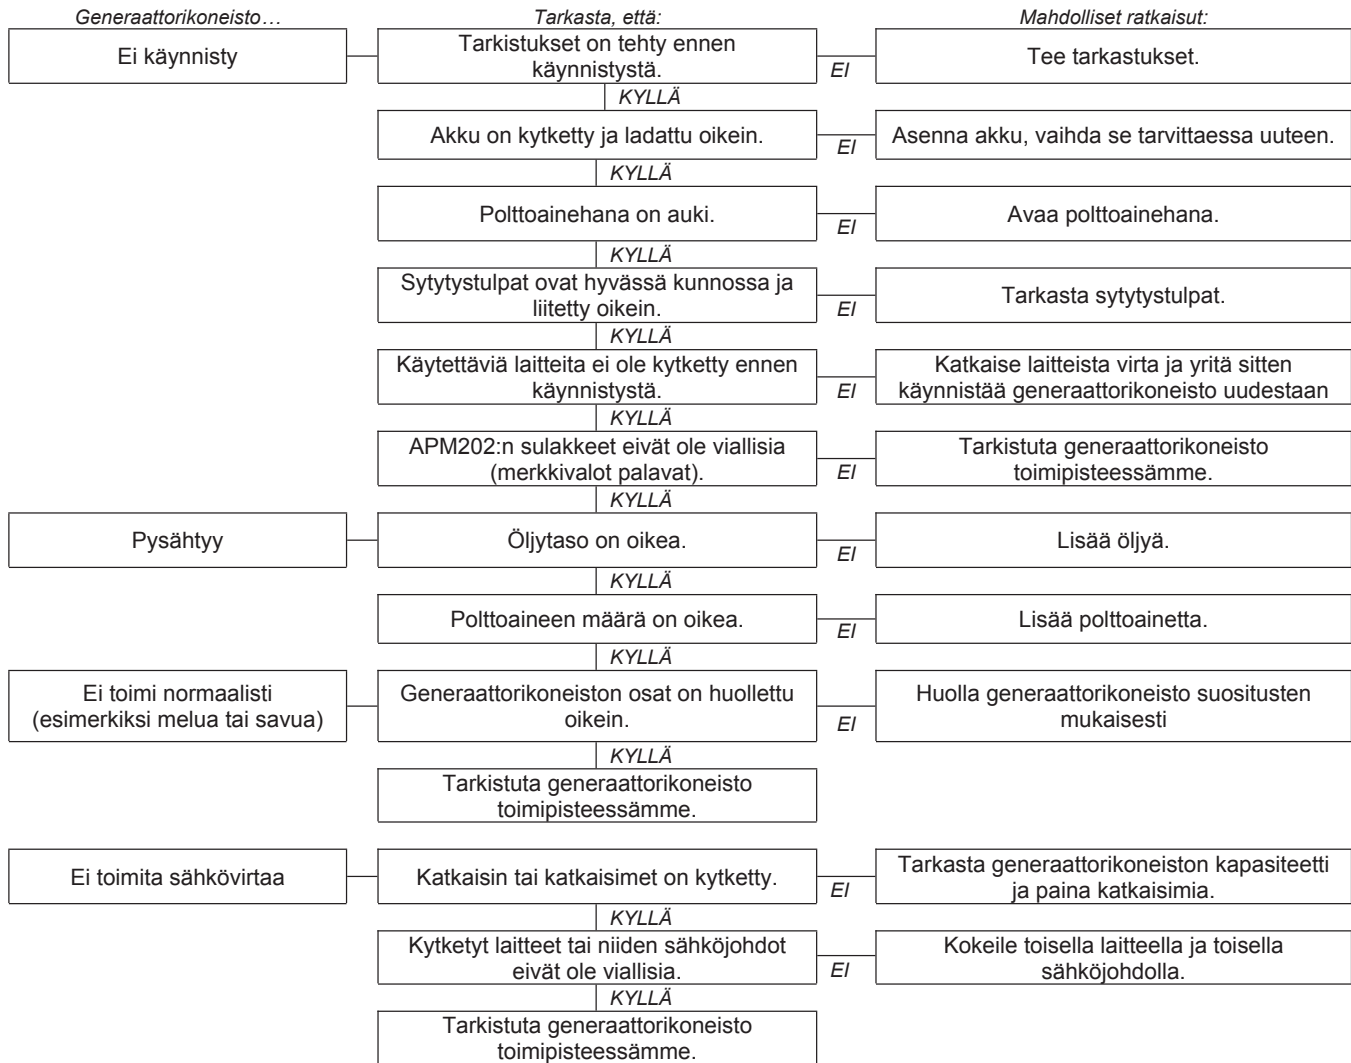 Generaattorikoneisto…
Tarkasta, että:
Mahdolliset ratkaisut:
Ei käynnisty
Tarkistukset on tehty ennen
käynnistystä.
EI
Tee tarkastukset.
KYLLÄ
Akku on kytketty ja ladattu oikein.
EI
Asenna akku, vaihda se tarvittaessa uuteen.
KYLLÄ
Polttoainehana on auki.
EI
Avaa polttoainehana.
KYLLÄ
Sytytystulpat ovat hyvässä kunnossa ja
liitetty oikein.
EI
Tarkasta sytytystulpat.
KYLLÄ
Käytettäviä laitteita ei ole kytketty ennen
käynnistystä.
EI
Katkaise laitteista virta ja yritä sitten
käynnistää generaattorikoneisto uudestaan
KYLLÄ
APM202:n sulakkeet eivät ole viallisia
(merkkivalot palavat).
EI
Tarkistuta generaattorikoneisto
toimipisteessämme.
KYLLÄ
Pysähtyy
Öljytaso on oikea.
EI
Lisää öljyä.
KYLLÄ
Polttoaineen määrä on oikea.
EI
Lisää polttoainetta.
KYLLÄ
Ei toimi normaalisti
(esimerkiksi melua tai savua)
Generaattorikoneiston osat on huollettu
oikein.
EI
Huolla generaattorikoneisto suositusten
mukaisesti
KYLLÄ
Tarkistuta generaattorikoneisto
toimipisteessämme.
Ei toimita sähkövirtaa
Katkaisin tai katkaisimet on kytketty.
EI
Tarkasta generaattorikoneiston kapasiteetti
ja paina katkaisimia.
KYLLÄ
Kytketyt laitteet tai niiden sähköjohdot
eivät ole viallisia.
EI
Kokeile toisella laitteella ja toisella
sähköjohdolla.
KYLLÄ
Tarkistuta generaattorikoneisto
toimipisteessämme.